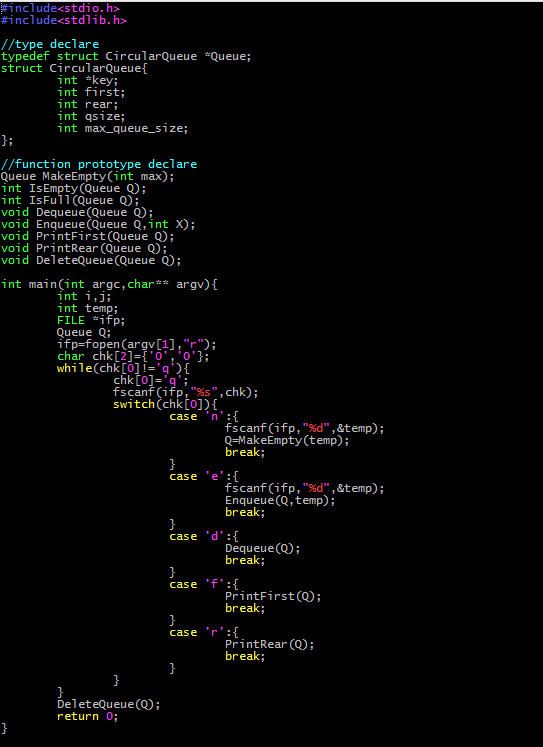 #include<stdio.h>
#include<stdlib.h>

//type declare
typedef struct CircularQueue *Queue;
struct CircularQueue{
        int *key;
        int first;
        int rear;
        int qsize;
        int max_queue_size;
};

//function prototype declare
Queue MakeEmpty(int max);
int IsEmpty(Queue Q);
int IsFull(Queue Q);
void Dequeue(Queue Q);
void Enqueue(Queue Q,int X);
void PrintFirst(Queue Q);
void PrintRear(Queue Q);
void DeleteQueue(Queue Q);

int main(int argc,char** argv){
        int i,j;
        int temp;
        FILE *ifp;
        Queue Q;
        ifp=fopen(argv[1],"r");
        char chk[2]={'0','0'};
        while(chk[0]!='q'){
                chk[0]='q';
                fscanf(ifp,"%s",chk);
                switch(chk[0]){
                        case 'n':{
                                fscanf(ifp,"%d",&temp);
                                Q=MakeEmpty(temp);
                                break;
                        }
                        case 'e':{
                                fscanf(ifp,"%d",&temp);
                                Enqueue(Q,temp);
                                break;
                        }
                        case 'd':{
                                Dequeue(Q);
                                break;
                        }
                        case 'f':{
                                PrintFirst(Q);
                                break;
                        }
                        case 'r':{
                                PrintRear(Q);
                                break;
                        }
                }
        }
        DeleteQueue(Q);
        return 0;
}